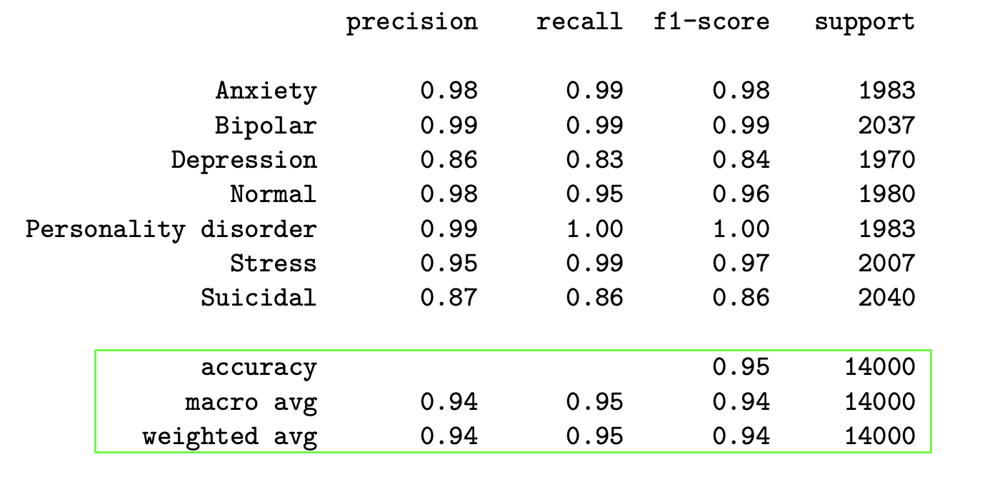 precision recall f1-score support
Anxiety 0.98 0.99 0.98 1983
Bipolar 0.99 0.99 0.99 2037
Depression 0.86 0.83 0.84 1970
Normal 0.98 0.95 0.96 1980
Personality disorder 0.99 1.00 1.00 1983
Stress 0.95 0.99 0.97 2007
Suicidal 0.87 0.86 0.86 2040
accuracy 0.95 14000
macro avg 0.94 0.95 0.94 14000
weighted avg 0.94 0.95 0.94 14000